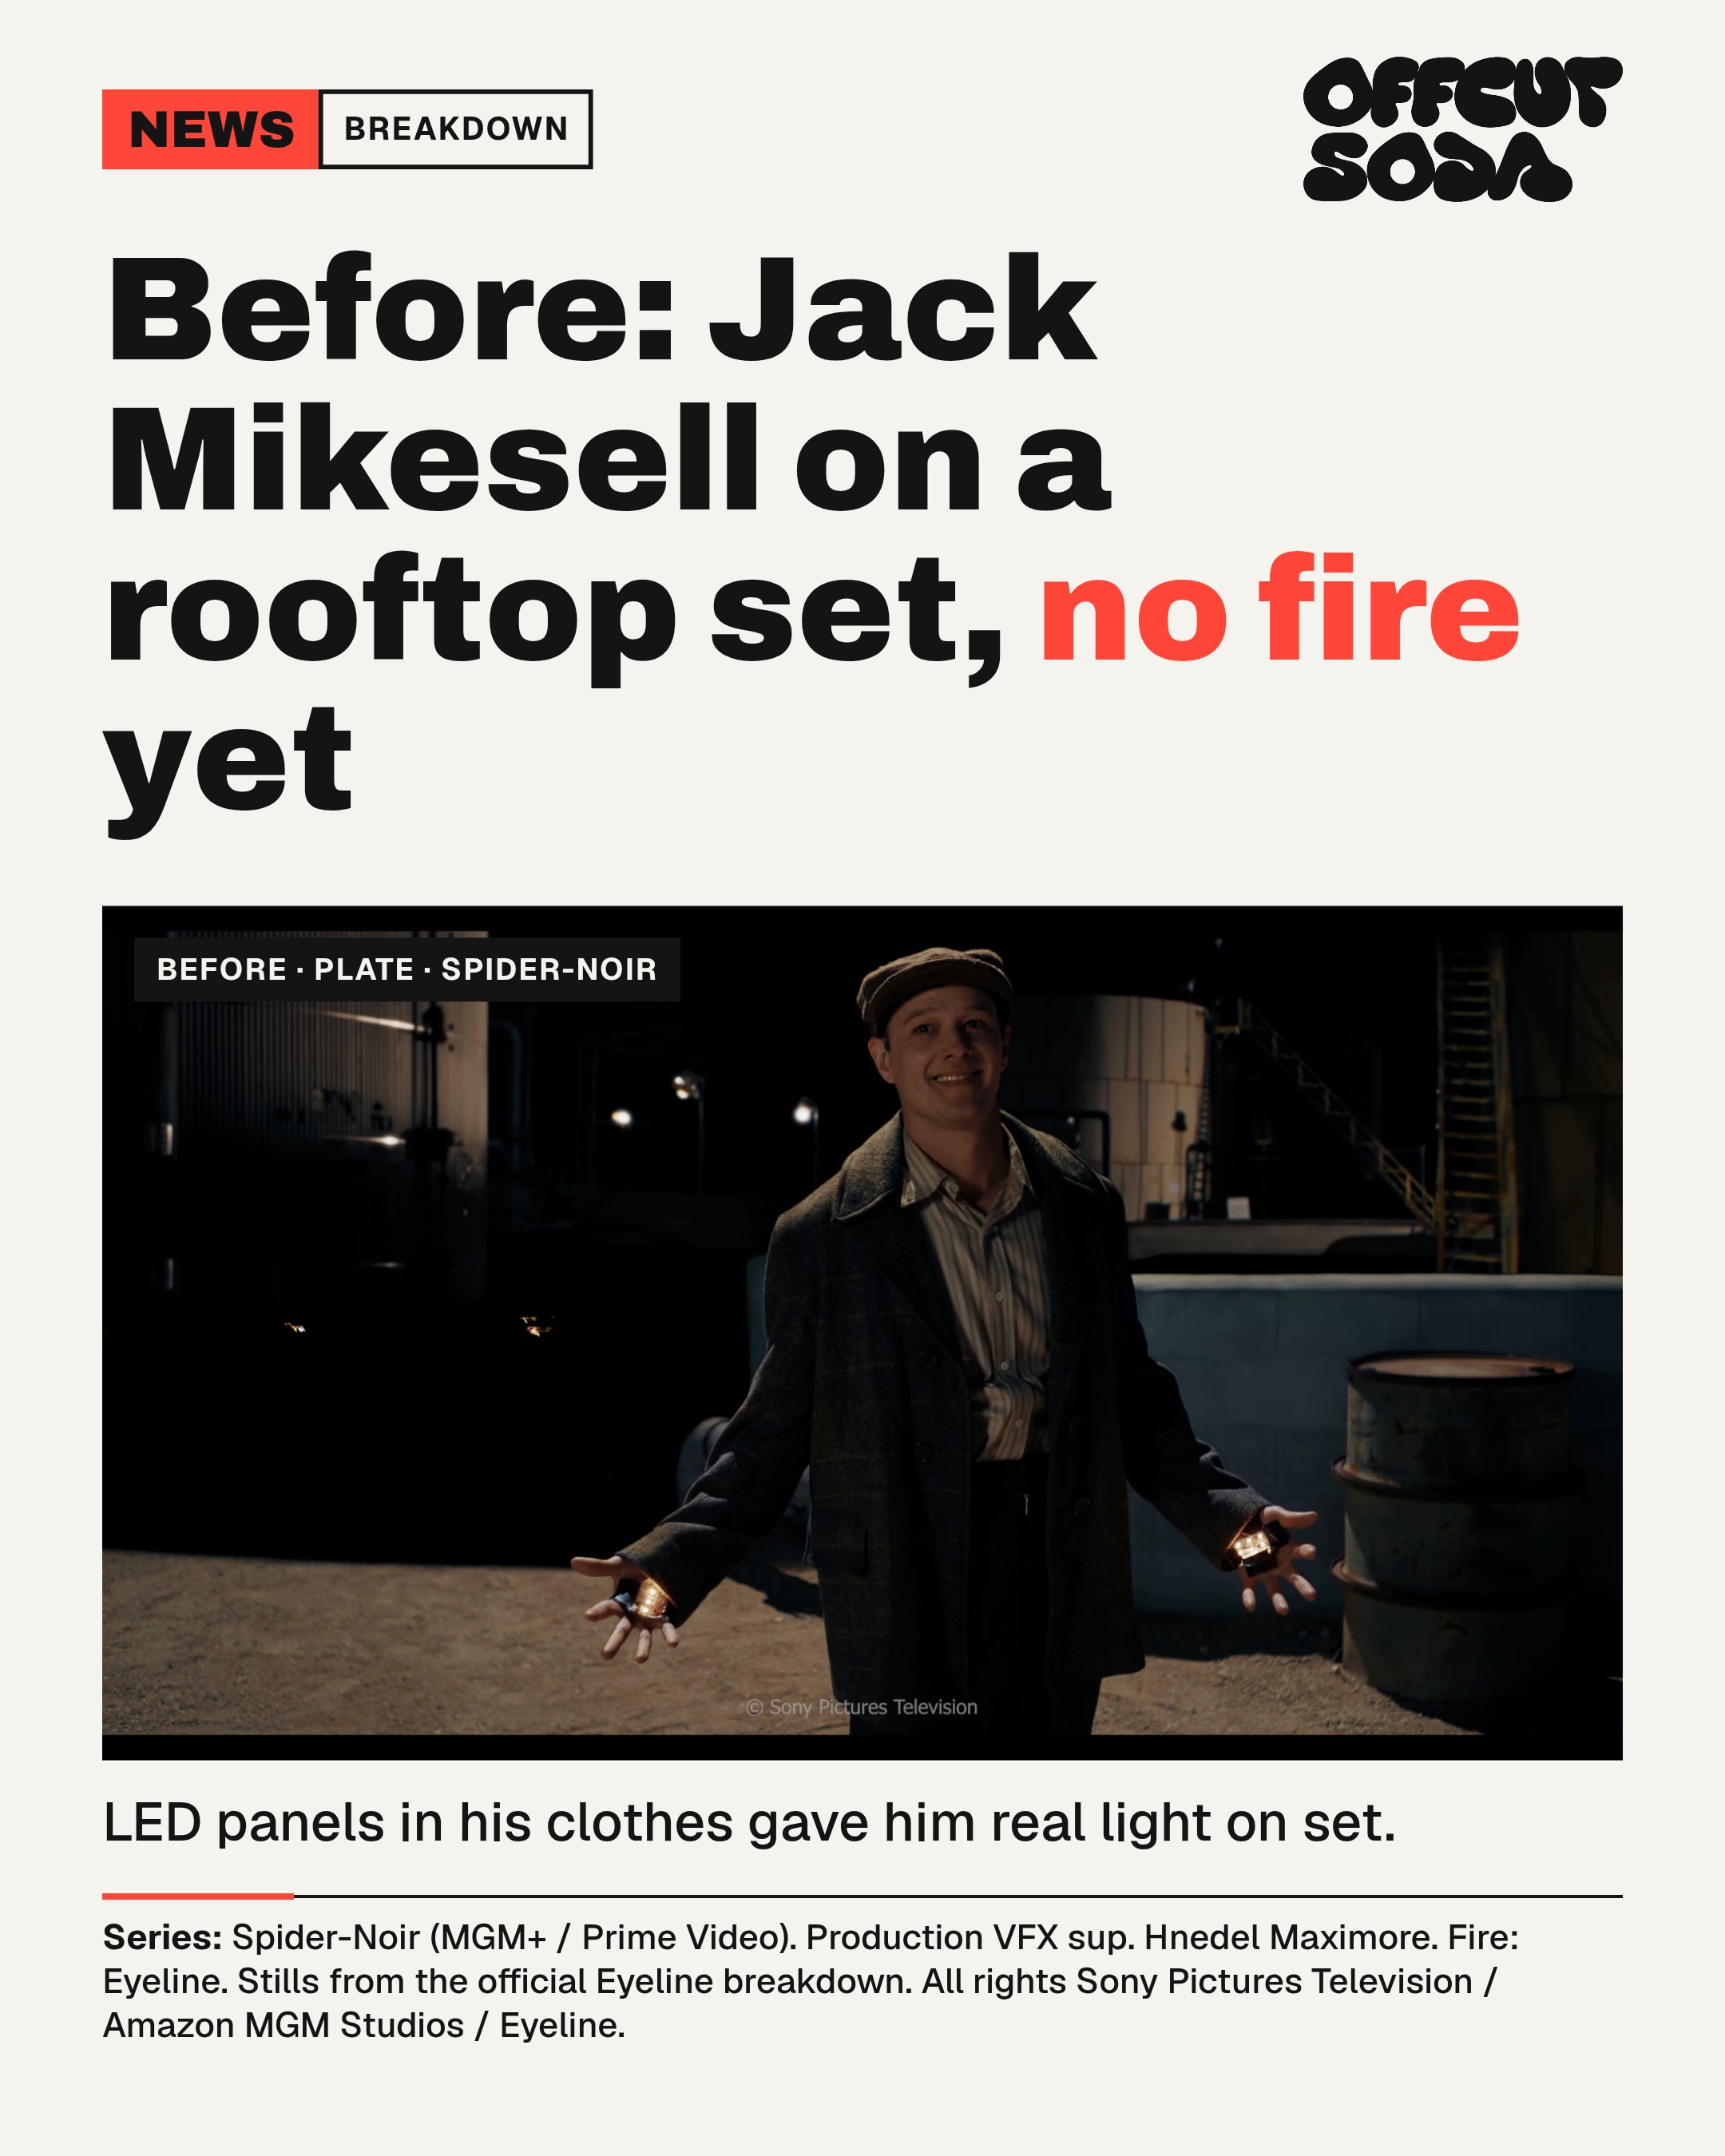 NEWS BREAKDOWN
OFFCUT
SODA
Before: Jack
Mikesell on a
rooftop set, no fire
yet
BEFORE · PLATE · SPIDER-NOIR
© Sony Pictures Television
LED panels in his clothes gave him real light on set.
Series: Spider-Noir (MGM+ / Prime Video). Production VFX sup. Hnedel Maximore. Fire:
Eyeline. Stills from the official Eyeline breakdown. All rights Sony Pictures Television /
Amazon MGM Studios / Eyeline.